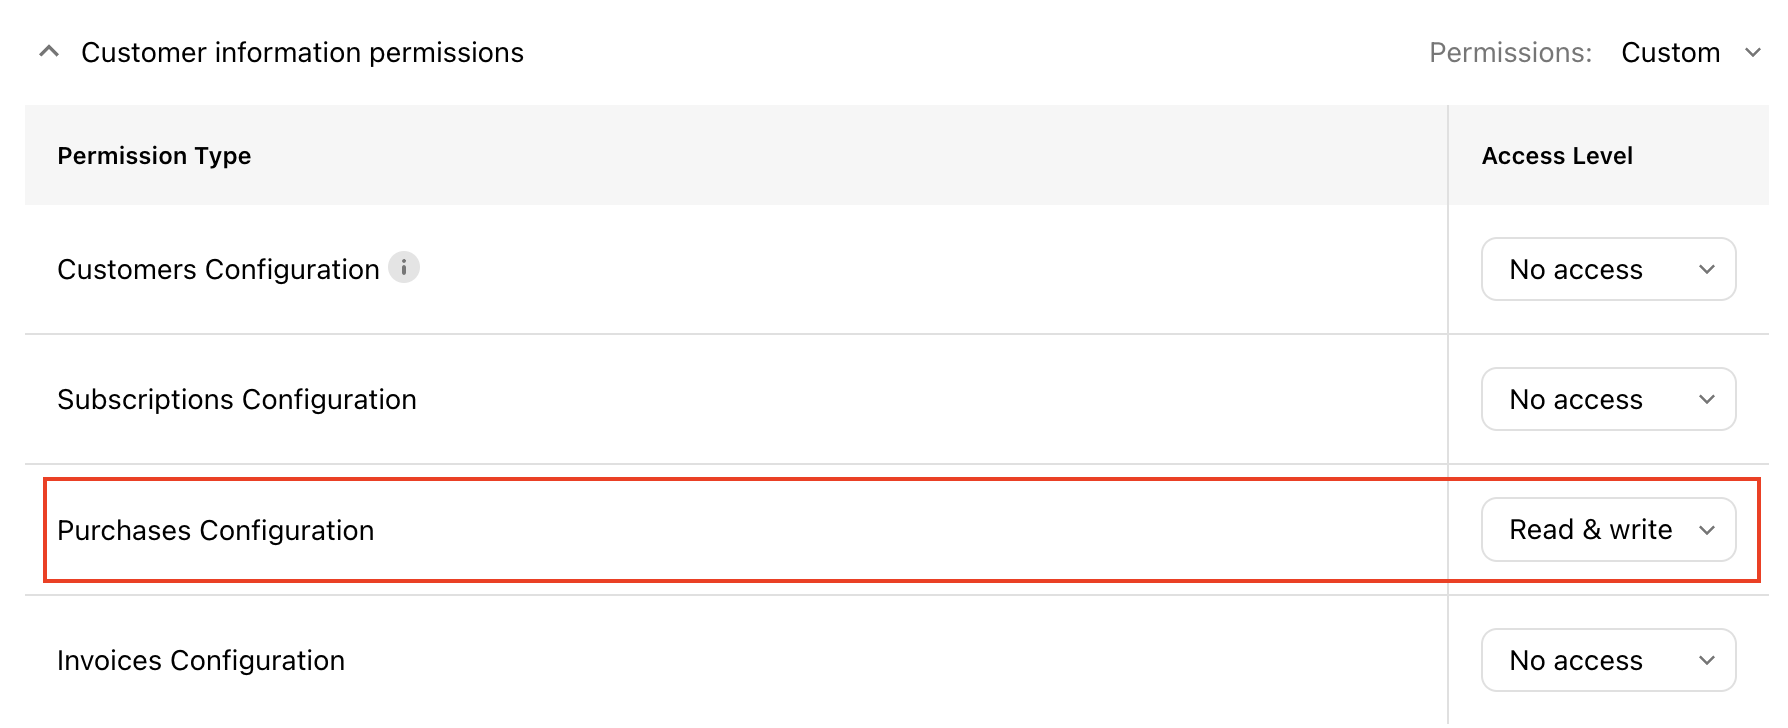 Customer information permissions
Permissions: Custom
Permission Type
Access Level
Customers Configuration i
No access
Subscriptions Configuration
No access
Purchases Configuration
Read & write
Invoices Configuration
No access